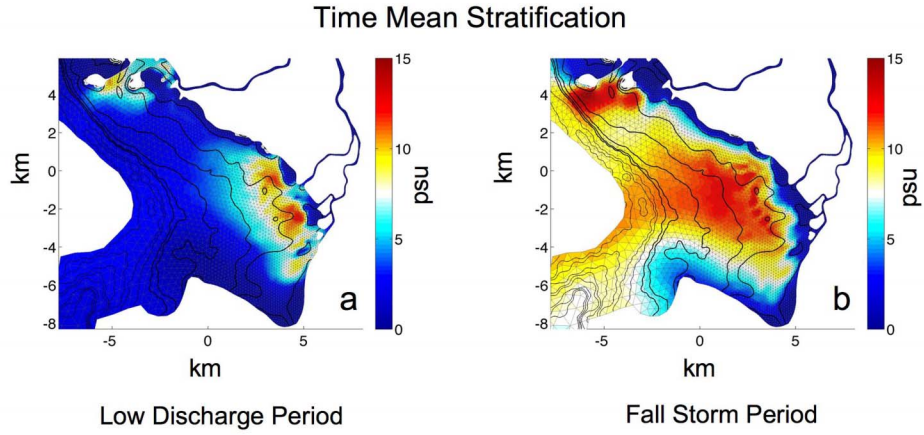 Time Mean Stratification
15
10
5
0
psu
4
2
0
-2
-4
-6
-8
km
-5
0
5
km
a
Low Discharge Period
15
10
5
0
psu
4
2
0
-2
-4
-6
-8
km
-5
0
5
km
b
Fall Storm Period